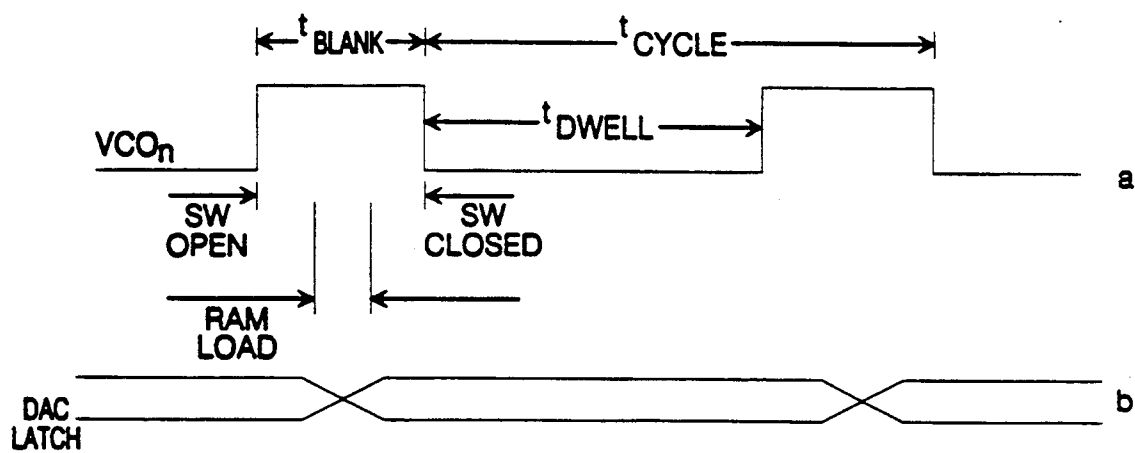 tBLANK
tCYCLE
tDWELL
VCOn
a
SW
OPEN
SW
CLOSED
RAM
LOAD
DAC
LATCH
b